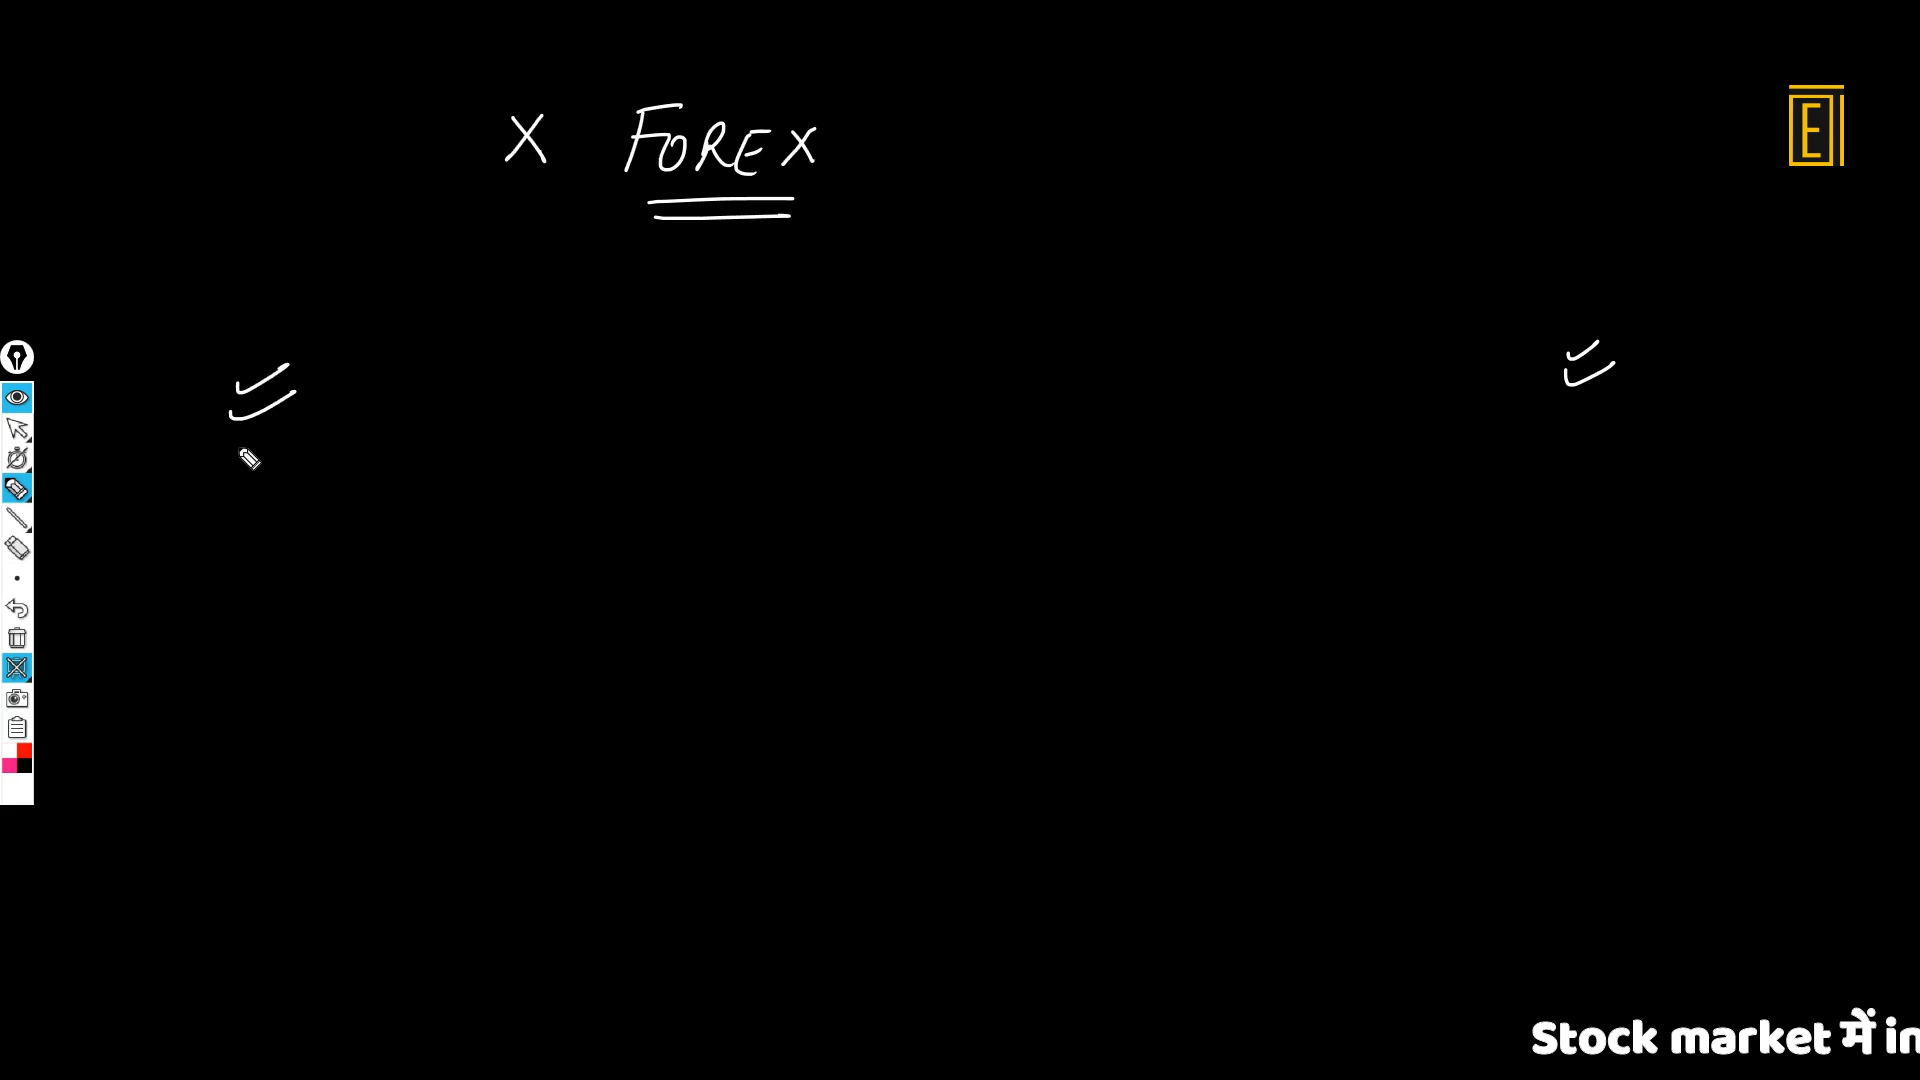 X FOREX
E
Stock market में in